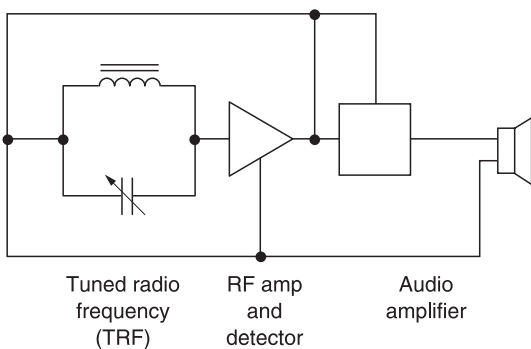 Tuned radio
frequency
(TRF)
RF amp
and
detector
Audio
amplifier